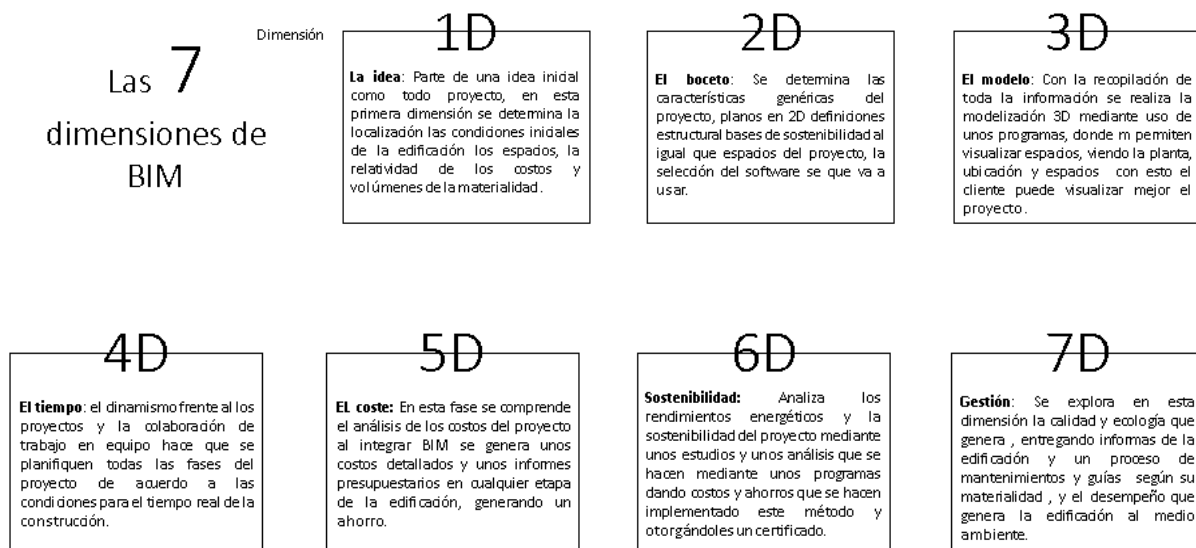 Las 7
dimensiones de
BIM
Dimensión
1D
La idea: Parte de una idea inicial
como todo proyecto, en esta
primera dimensión se determina la
localización las condiciones iniciales
de la edificación los espacios, la
relatividad de los costos y
volúmenes de la materialidad.
2D
El boceto: Se determina las
características genéricas del
proyecto, planos en 2D definiciones
estructural bases de sostenibilidad al
igual que espacios del proyecto, la
selección del software se que va a
usar.
3D
El modelo: Con la recopilación de
toda la información se realiza la
modelización 3D mediante uso de
unos programas, donde m permiten
visualizar espacios, viendo la planta,
ubicación y espacios con esto el
cliente puede visualizar mejor el
proyecto.
4D
El tiempo: el dinamismo frente al los
proyectos y la colaboración de
trabajo en equipo hace que se
planifiquen todas las fases del
proyecto de acuerdo a las
condiciones para el tiempo real de la
construcción.
5D
EL coste: En esta fase se comprende
el análisis de los costos del proyecto
al integrar BIM se genera unos
costos detallados y unos informes
presupuestarios en cualquier etapa
de la edificación, generando un
ahorro.
6D
Sostenibilidad: Analiza los
rendimientos energéticos y la
sostenibilidad del proyecto mediante
unos estudios y unos análisis que se
hacen mediante unos programas
dando costos y ahorros que se hacen
implementado este método y
otorgándoles un certificado.
7D
Gestión: Se explora en esta
dimensión la calidad y ecología que
genera , entregando informas de la
edificación y un proceso de
mantenimientos y guías según su
materialidad , y el desempeño que
genera la edificación al medio
ambiente.